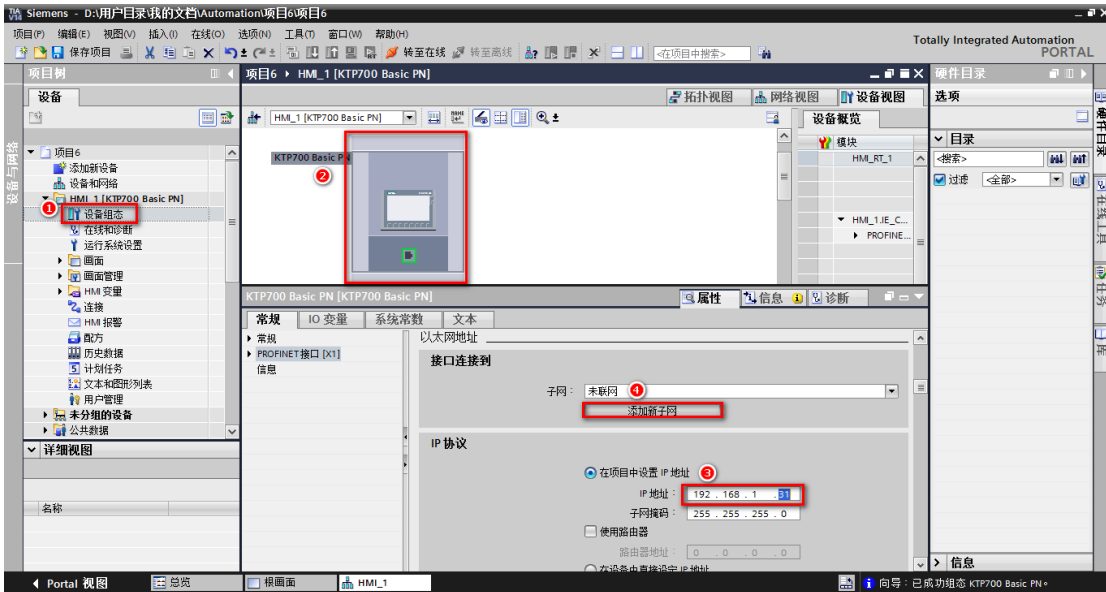 Siemens - D:\用户目录\我的文档\Automation\项目6\项目6
项目(P) 编辑(E) 视图(V) 插入(I) 在线(O) 选项(N) 工具(T) 窗口(W) 帮助(H)
Totally Integrated Automation
PORTAL
保存项目 转至在线 转至离线 <在项目中搜索>
项目树
设备
设备与网络
项目6
添加新设备
设备和网络
HMI_1 [KTP700 Basic PN]
1
设备组态
在线和诊断
运行系统设置
画面
画面管理
HMI 变量
连接
HMI 报警
配方
历史数据
计划任务
文本和图形列表
用户管理
未分组的设备
公共数据
详细视图
名称
项目6 HMI_1 [KTP700 Basic PN]
拓扑视图 网络视图 设备视图
HMI_1 [KTP700 Basic PN]
KTP700 Basic PN
2
设备概览
模块
HMI_RT_1
HMI_1.IE_C...
PROFINE...
KTP700 Basic PN [KTP700 Basic PN]
属性 信息 诊断
常规 IO 变量 系统常数 文本
常规
PROFINET接口 [X1]
信息
以太网地址
接口连接到
子网： 未联网 4
添加新子网
IP 协议
在项目中设置 IP 地址 3
IP 地址： 192 . 168 . 1 . 31
子网掩码： 255 . 255 . 255 . 0
使用路由器
路由器地址： 0 . 0 . 0 . 0
在设备中直接设定 IP 地址
硬件目录
选项
目录
<搜索>
过滤 <全部>
信息
硬件目录
在线工具
任务
库
Portal 视图 总览 根画面 HMI_1 向导：已成功组态 KTP700 Basic PN。